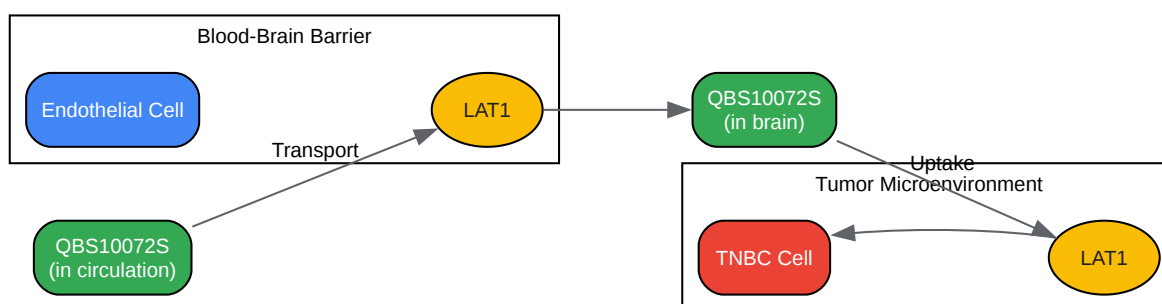 Blood-Brain Barrier
Endothelial Cell
LAT1
QBS10072S
(in brain)
Transport
Uptake
Tumor Microenvironment
QBS10072S
(in circulation)
TNBC Cell
LAT1